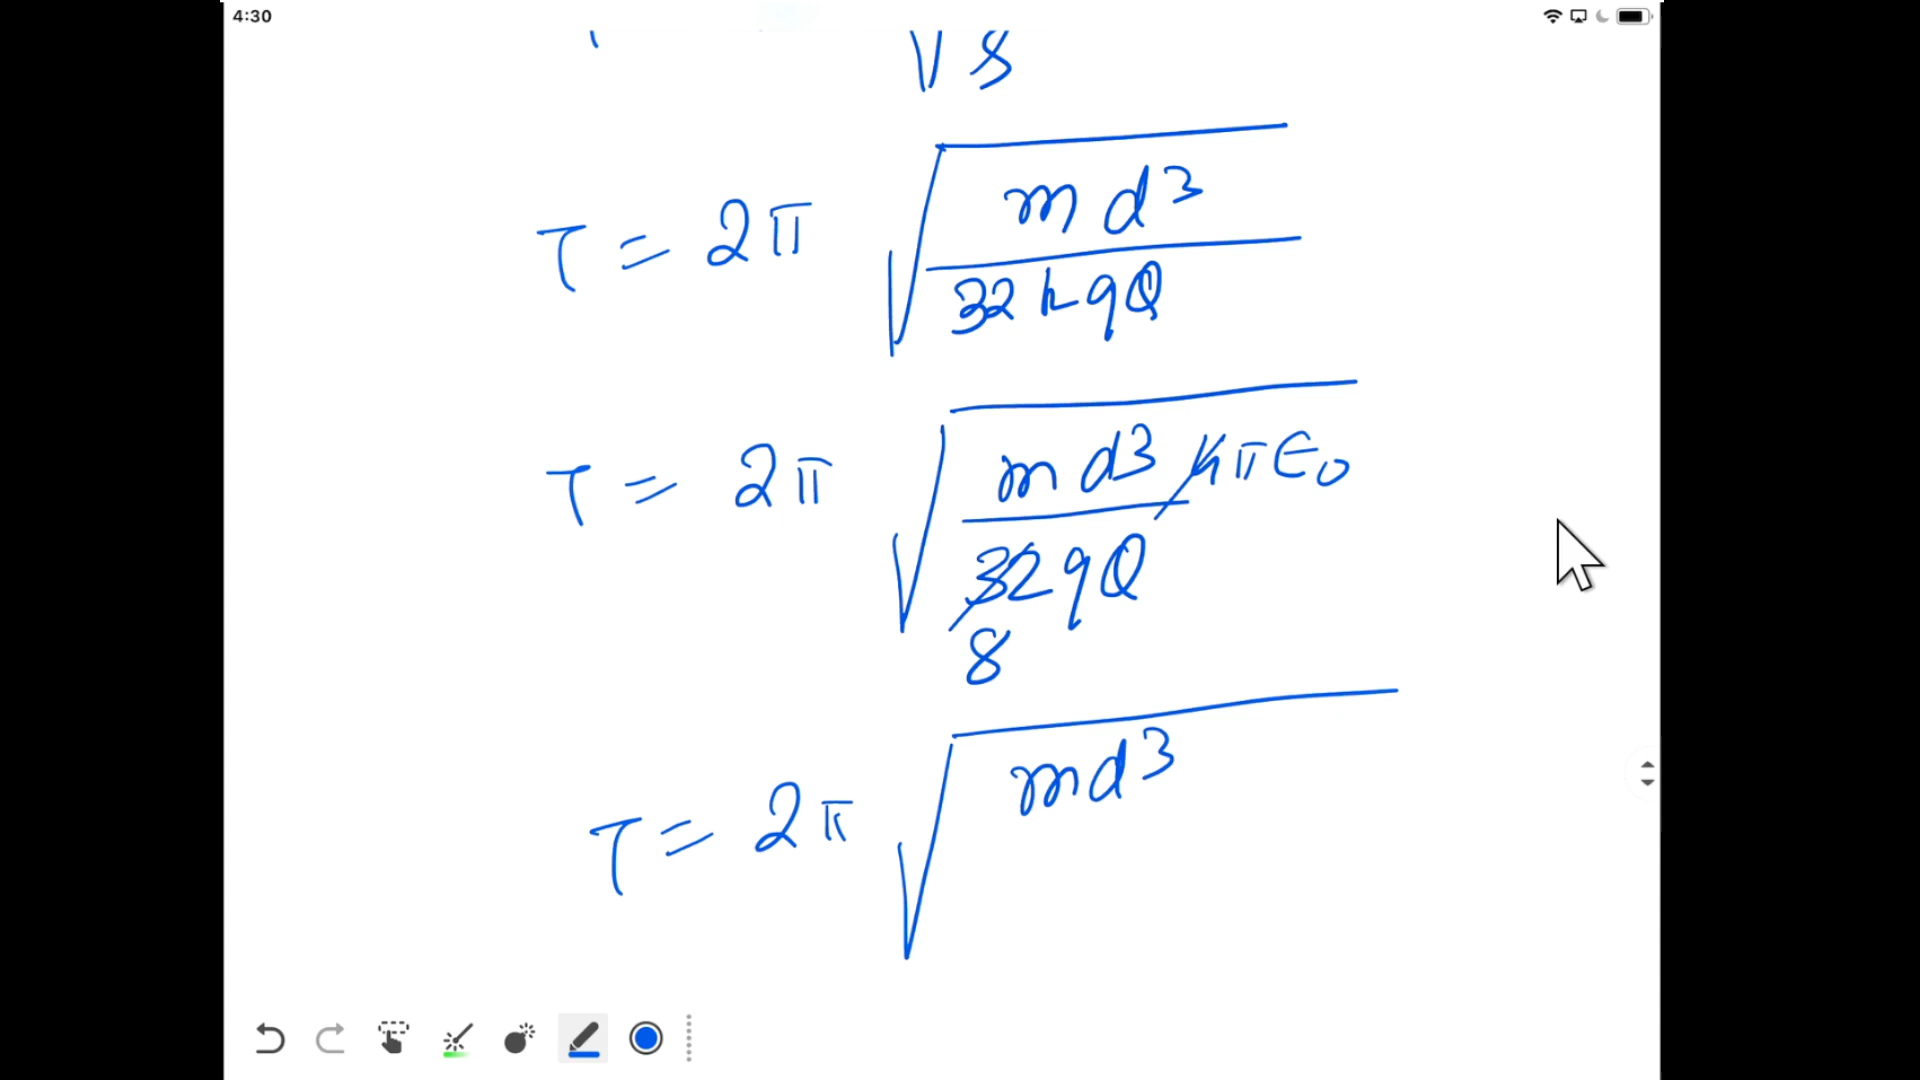 4:30
√8
T = 2π √(md³ / 32kqQ)
T = 2π √(md³ 4πϵ₀ / 32qQ)
8
T = 2π √md³